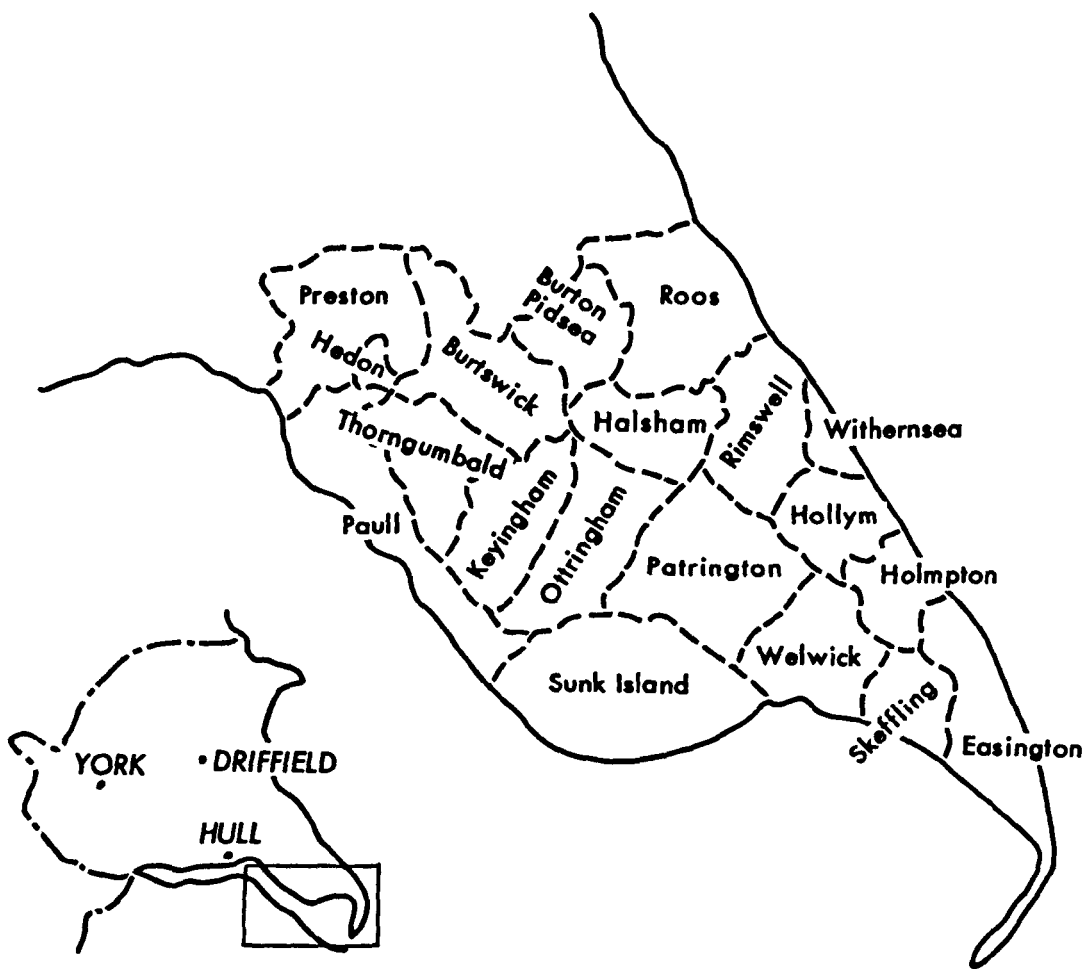 Burton
Pidsea
Roos
Preston
Hedon
Burtswick
Halsham
Rimswell
Withernsea
Thorngumbald
Keyingham
Ottringham
Hollym
Paull
Patrington
Holmpton
Welwick
Sunk Island
Skeffling
Easington
YORK
DRIFFIELD
HULL